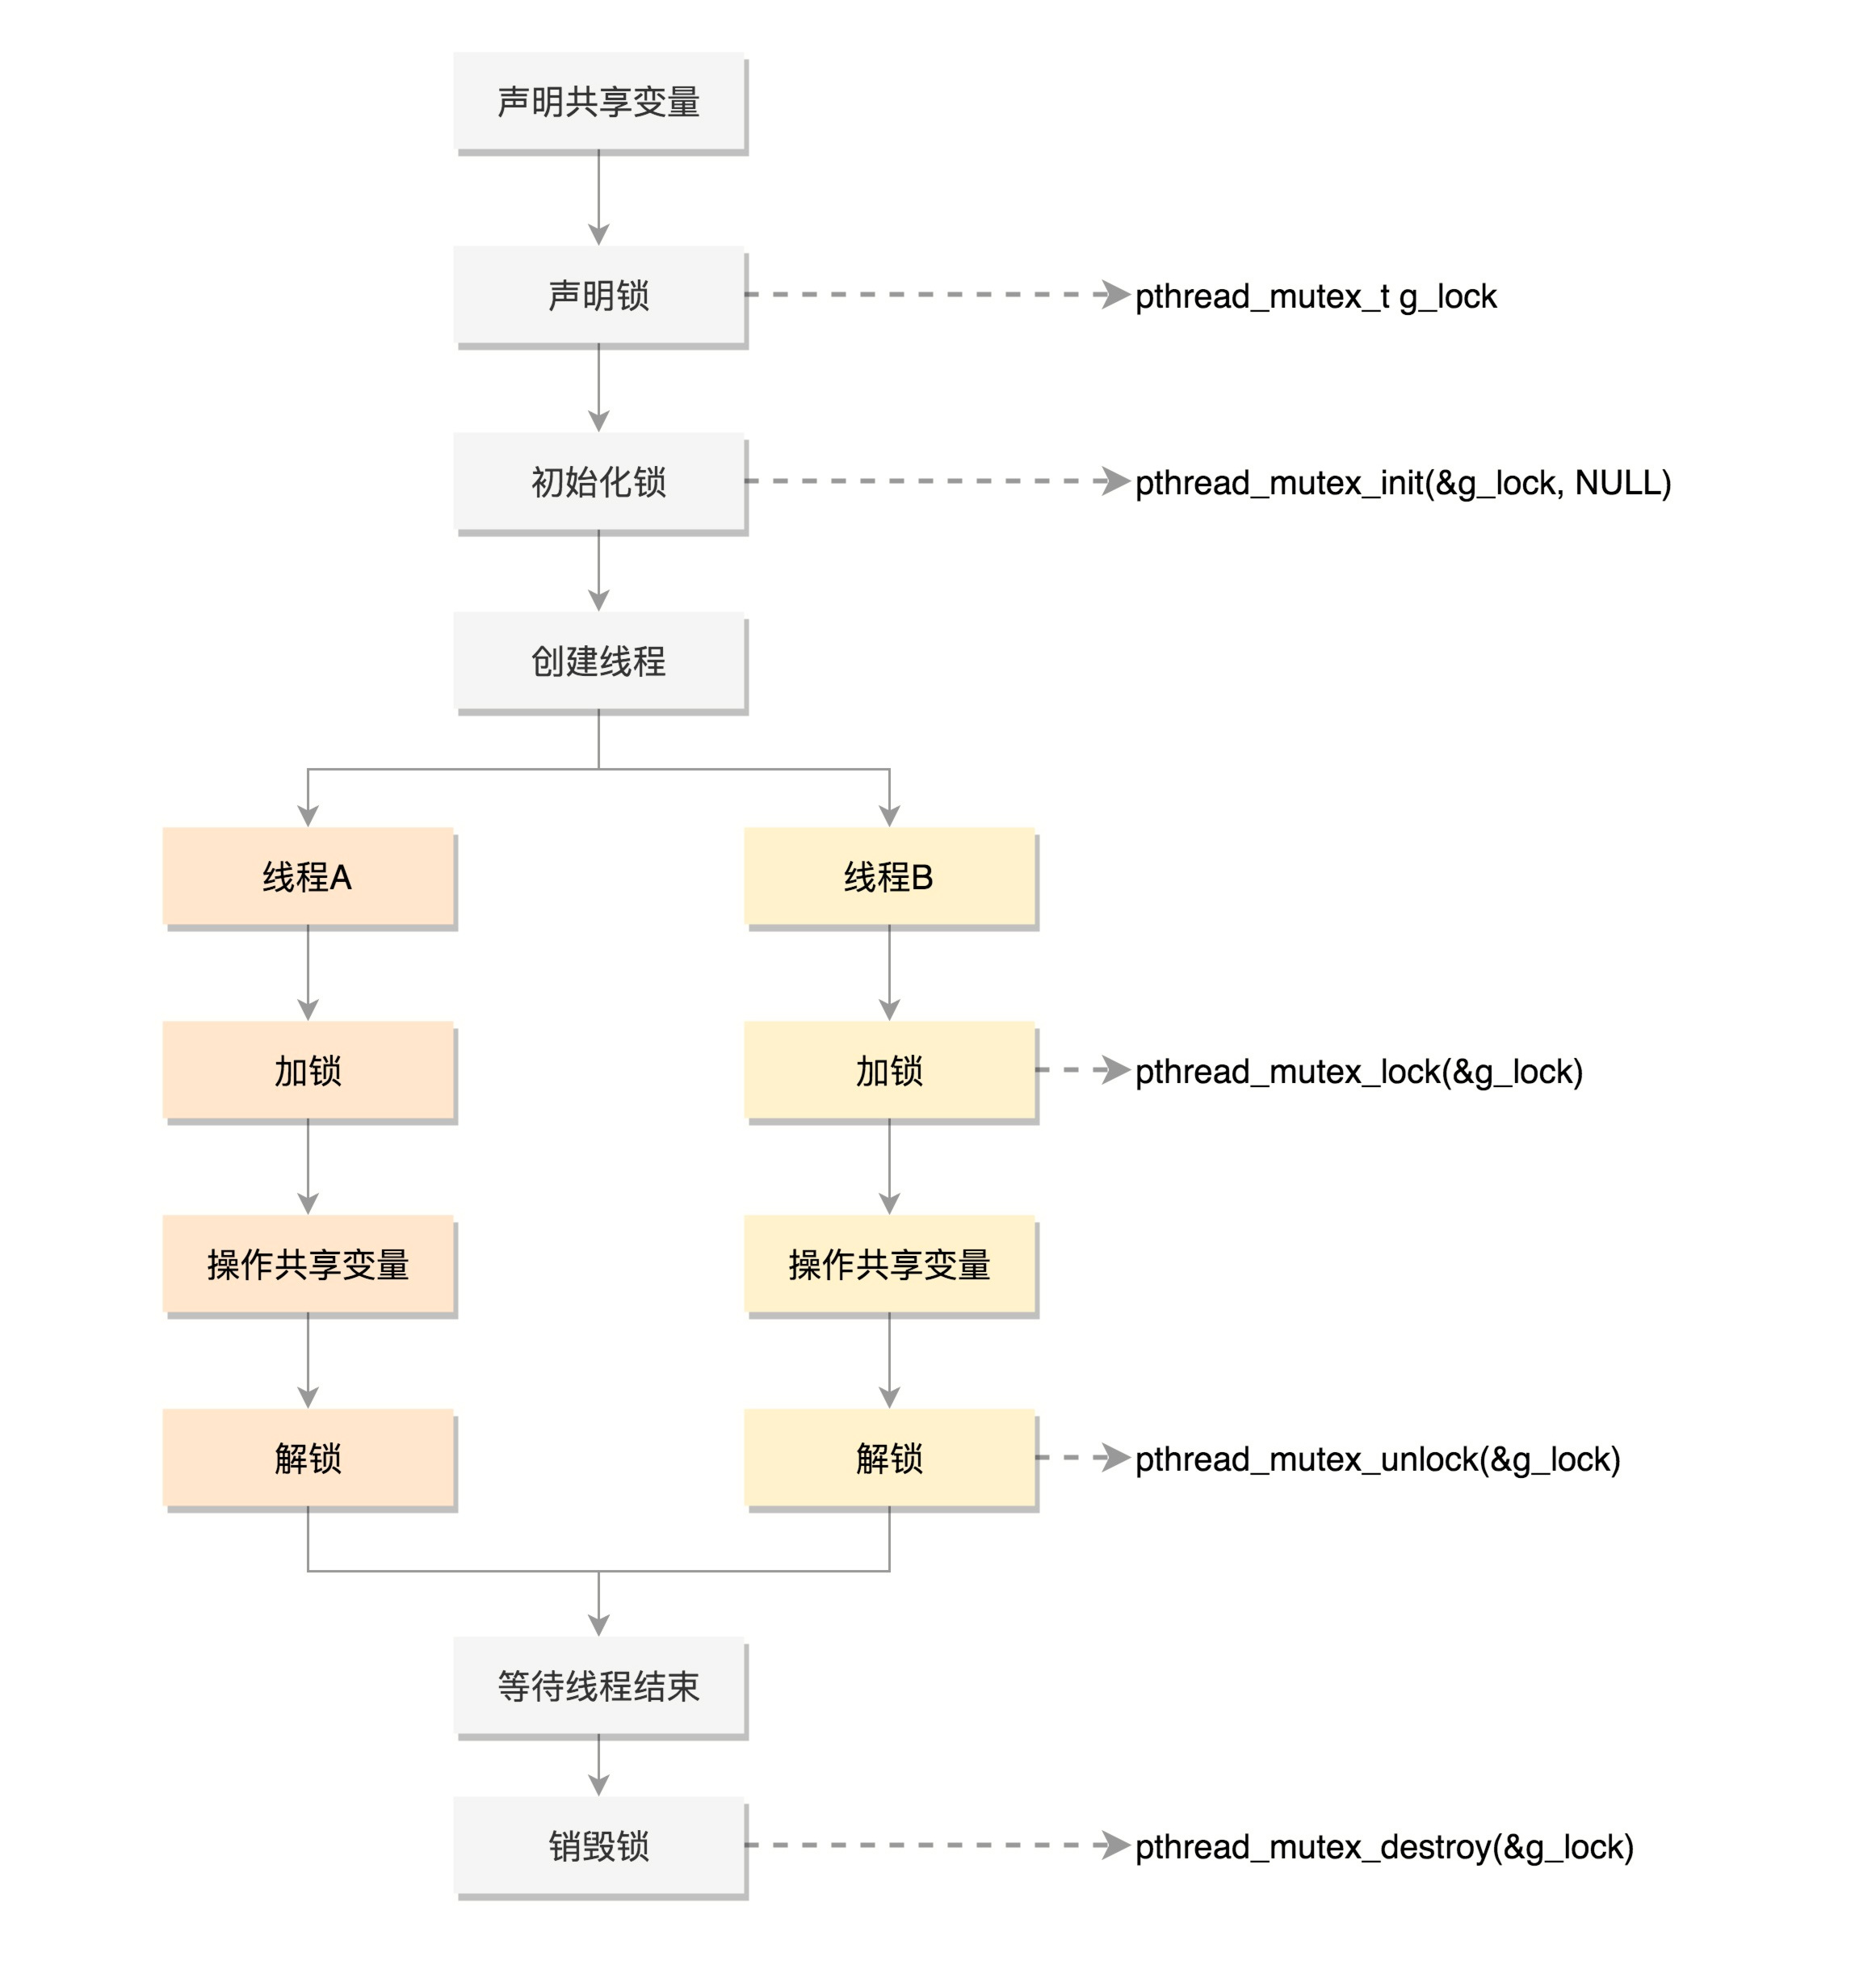 声明共享变量
声明锁
pthread_mutex_t g_lock
初始化锁
pthread_mutex_init(&g_lock, NULL)
创建线程
线程A
线程B
加锁
加锁
pthread_mutex_lock(&g_lock)
操作共享变量
操作共享变量
解锁
解锁
pthread_mutex_unlock(&g_lock)
等待线程结束
销毁锁
pthread_mutex_destroy(&g_lock)